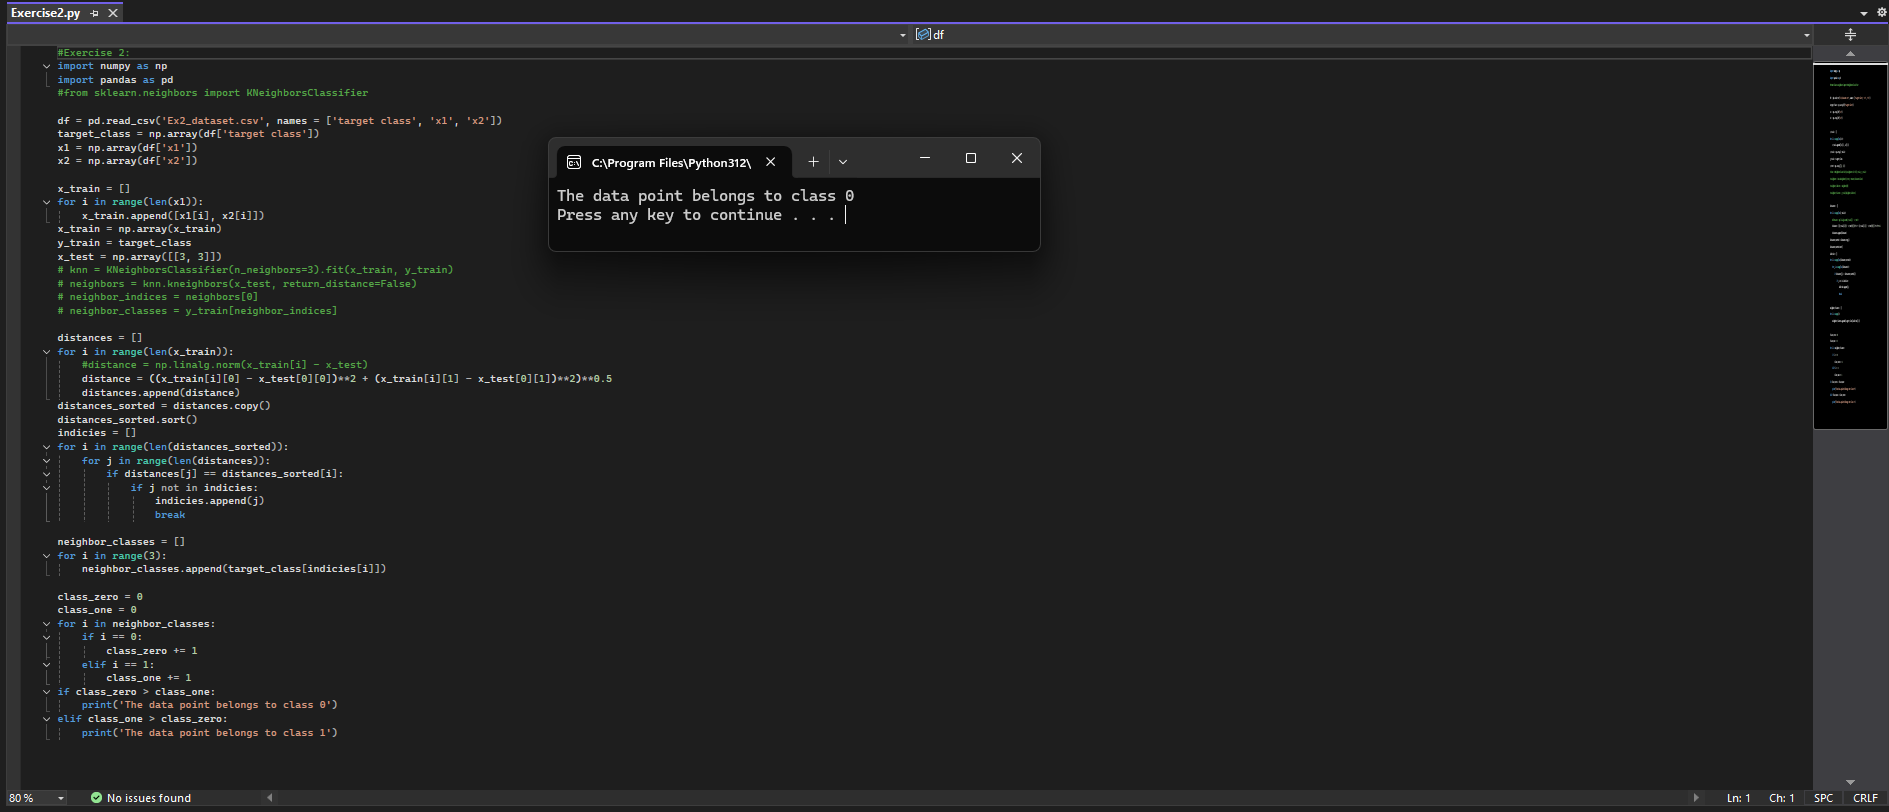 Exercise2.py
df
#Exercise 2:
import numpy as np
import pandas as pd
#from sklearn.neighbors import KNeighborsClassifier
df = pd.read_csv('Ex2_dataset.csv', names = ['target class', 'x1', 'x2'])
target_class = np.array(df['target class'])
x1 = np.array(df['x1'])
x2 = np.array(df['x2'])
x_train = []
for i in range(len(x1)):
x_train.append([x1[i], x2[i]])
x_train = np.array(x_train)
y_train = target_class
x_test = np.array([[3, 3]])
# knn = KNeighborsClassifier(n_neighbors=3).fit(x_train, y_train)
# neighbors = knn.kneighbors(x_test, return_distance=False)
# neighbor_indices = neighbors[0]
# neighbor_classes = y_train[neighbor_indices]
distances = []
for i in range(len(x_train)):
#distance = np.linalg.norm(x_train[i] - x_test)
distance = ((x_train[i][0] - x_test[0][0])**2 + (x_train[i][1] - x_test[0][1])**2)**0.5
distances.append(distance)
distances_sorted = distances.copy()
distances_sorted.sort()
indicies = []
for i in range(len(distances_sorted)):
for j in range(len(distances)):
if distances[j] == distances_sorted[i]:
if j not in indicies:
indicies.append(j)
break
neighbor_classes = []
for i in range(3):
neighbor_classes.append(target_class[indicies[i]])
class_zero = 0
class_one = 0
for i in neighbor_classes:
if i == 0:
class_zero += 1
elif i == 1:
class_one += 1
if class_zero > class_one:
print('The data point belongs to class 0')
elif class_one > class_zero:
print('The data point belongs to class 1')
C:\Program Files\Python312\
The data point belongs to class 0
Press any key to continue . . .
80 %
No issues found
Ln: 1 Ch: 1 SPC CRLF